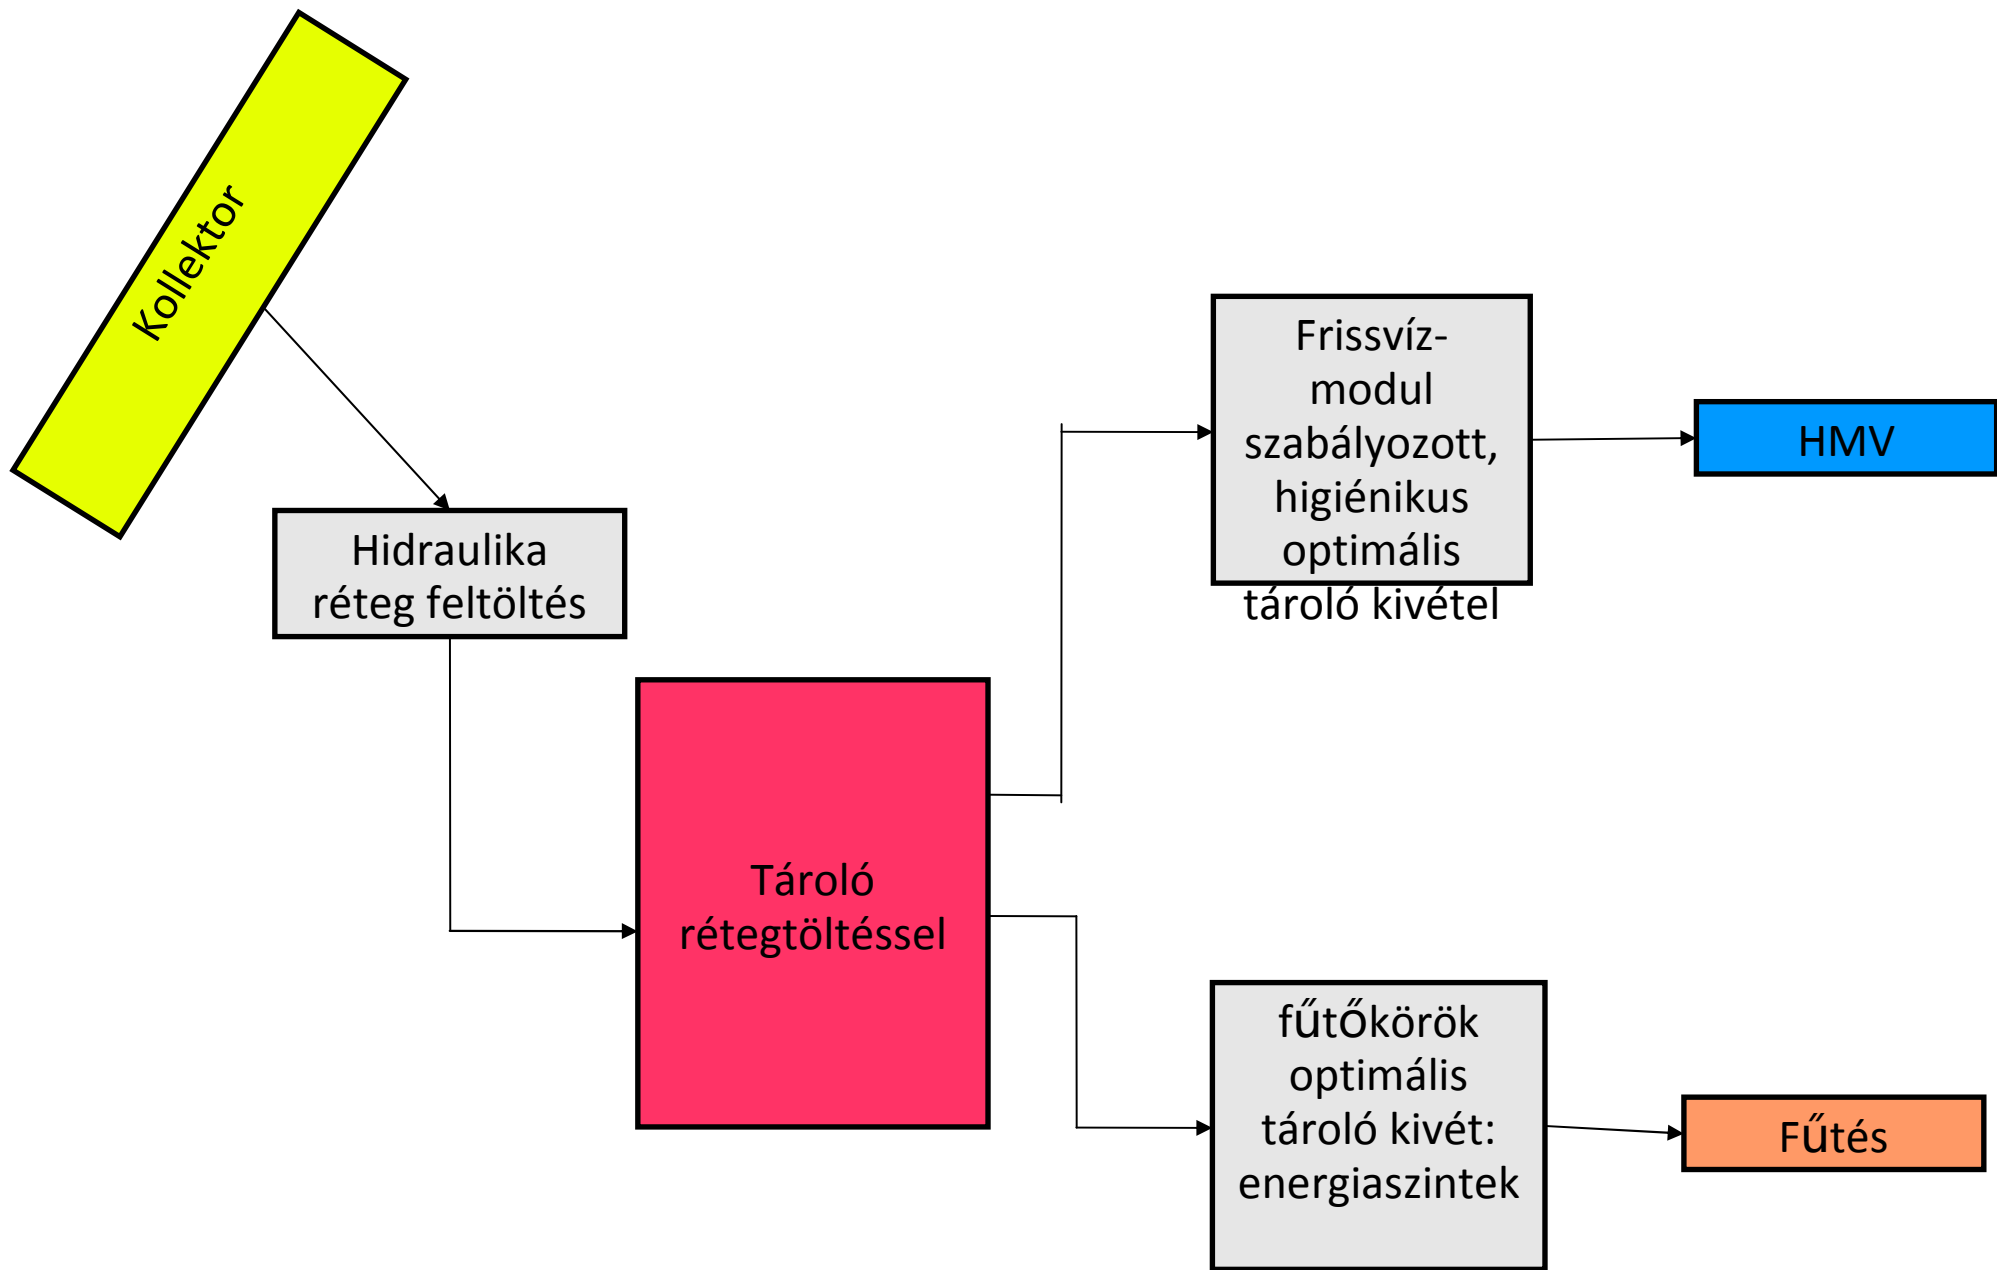 Kollektor
Hidraulika
réteg feltöltés
Tároló
rétegtöltéssel
Frissvíz-
modul
szabályozott,
higiénikus
optimális
tároló kivétel
HMV
fűtőkörök
optimális
tároló kivét:
energiaszintek
Fűtés